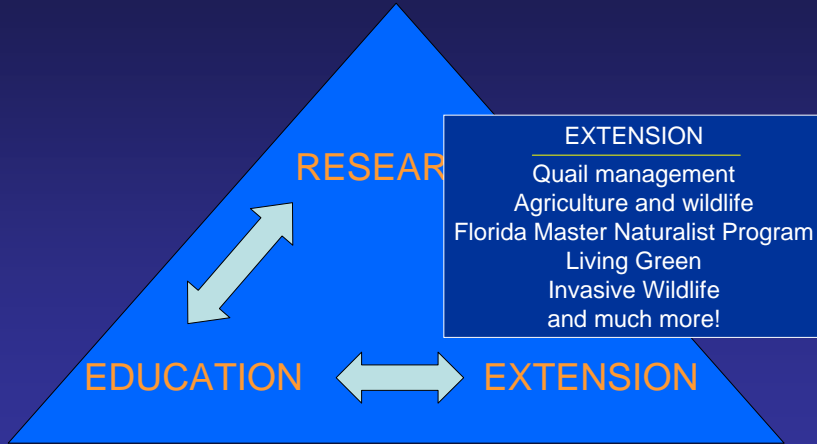 RESEAR
EXTENSION
Quail management
Agriculture and wildlife
Florida Master Naturalist Program
Living Green
Invasive Wildlife
and much more!
EDUCATION
EXTENSION